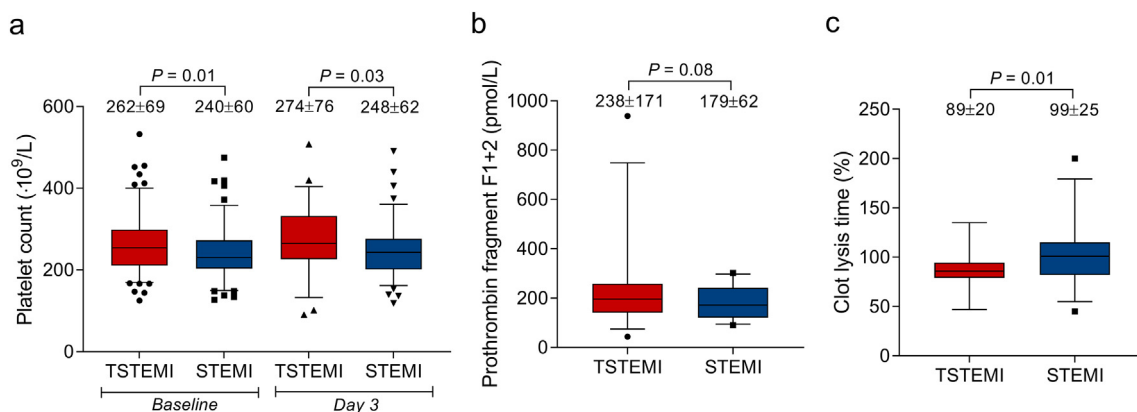 a
P = 0.01
P = 0.03
262±69
240±60
274±76
248±62
600
400
200
0
Platelet count (·10⁹/L)
TSTEMI
STEMI
TSTEMI
STEMI
Baseline
Day 3
b
P = 0.08
238±171
179±62
1000
800
600
400
200
0
Prothrombin fragment F1+2 (pmol/L)
TSTEMI
STEMI
c
P = 0.01
89±20
99±25
250
200
150
100
50
0
Clot lysis time (%)
TSTEMI
STEMI